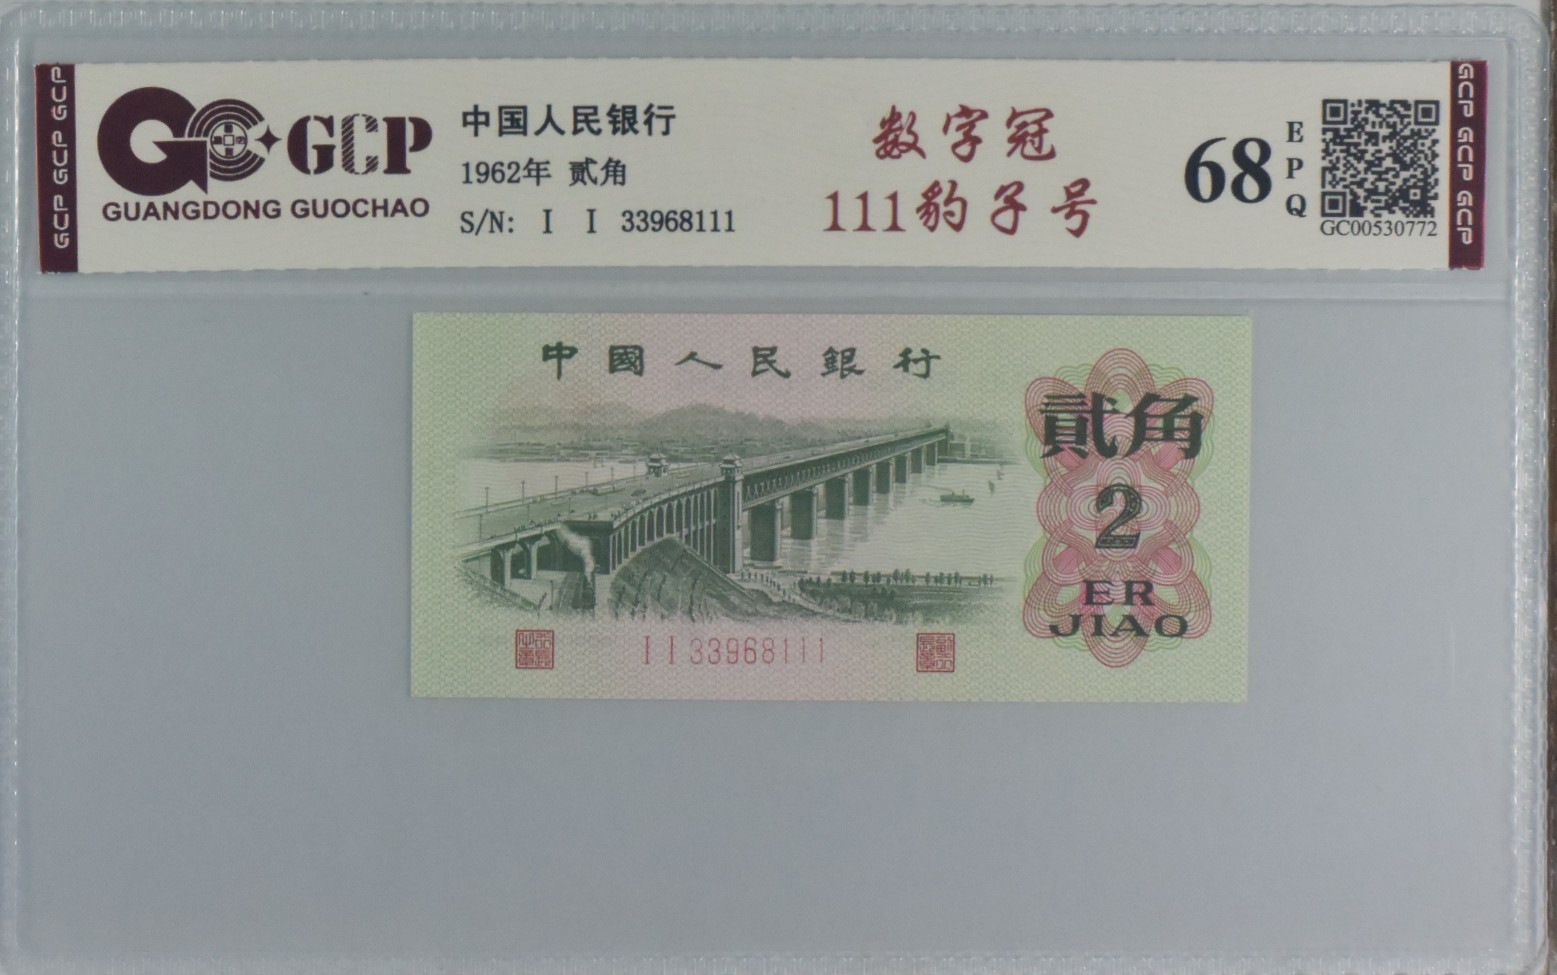 GCP GCP GCP
GCP
GUANGDONG GUOCHAO
中国人民银行
1962年 贰角
S/N: I I 33968111
数字冠
111豹子号
68
EPQ
GC00530772
GCP GCP GCP
中國人民銀行
貳角
2
ER
JIAO
I I 33968111